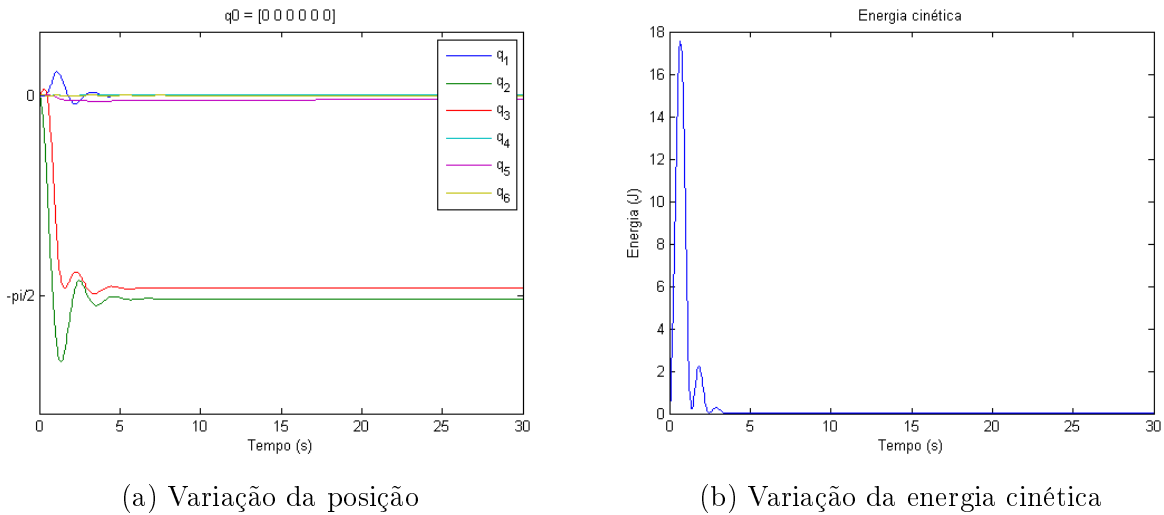 q0 = [0 0 0 0 0 0]
0
-pi/2
q1
q2
q3
q4
q5
q6
0 5 10 15 20 25 30
Tempo (s)
(a) Variação da posição
Energia cinética
Energia (J)
18
16
14
12
10
8
6
4
2
0
0 5 10 15 20 25 30
Tempo (s)
(b) Variação da energia cinética